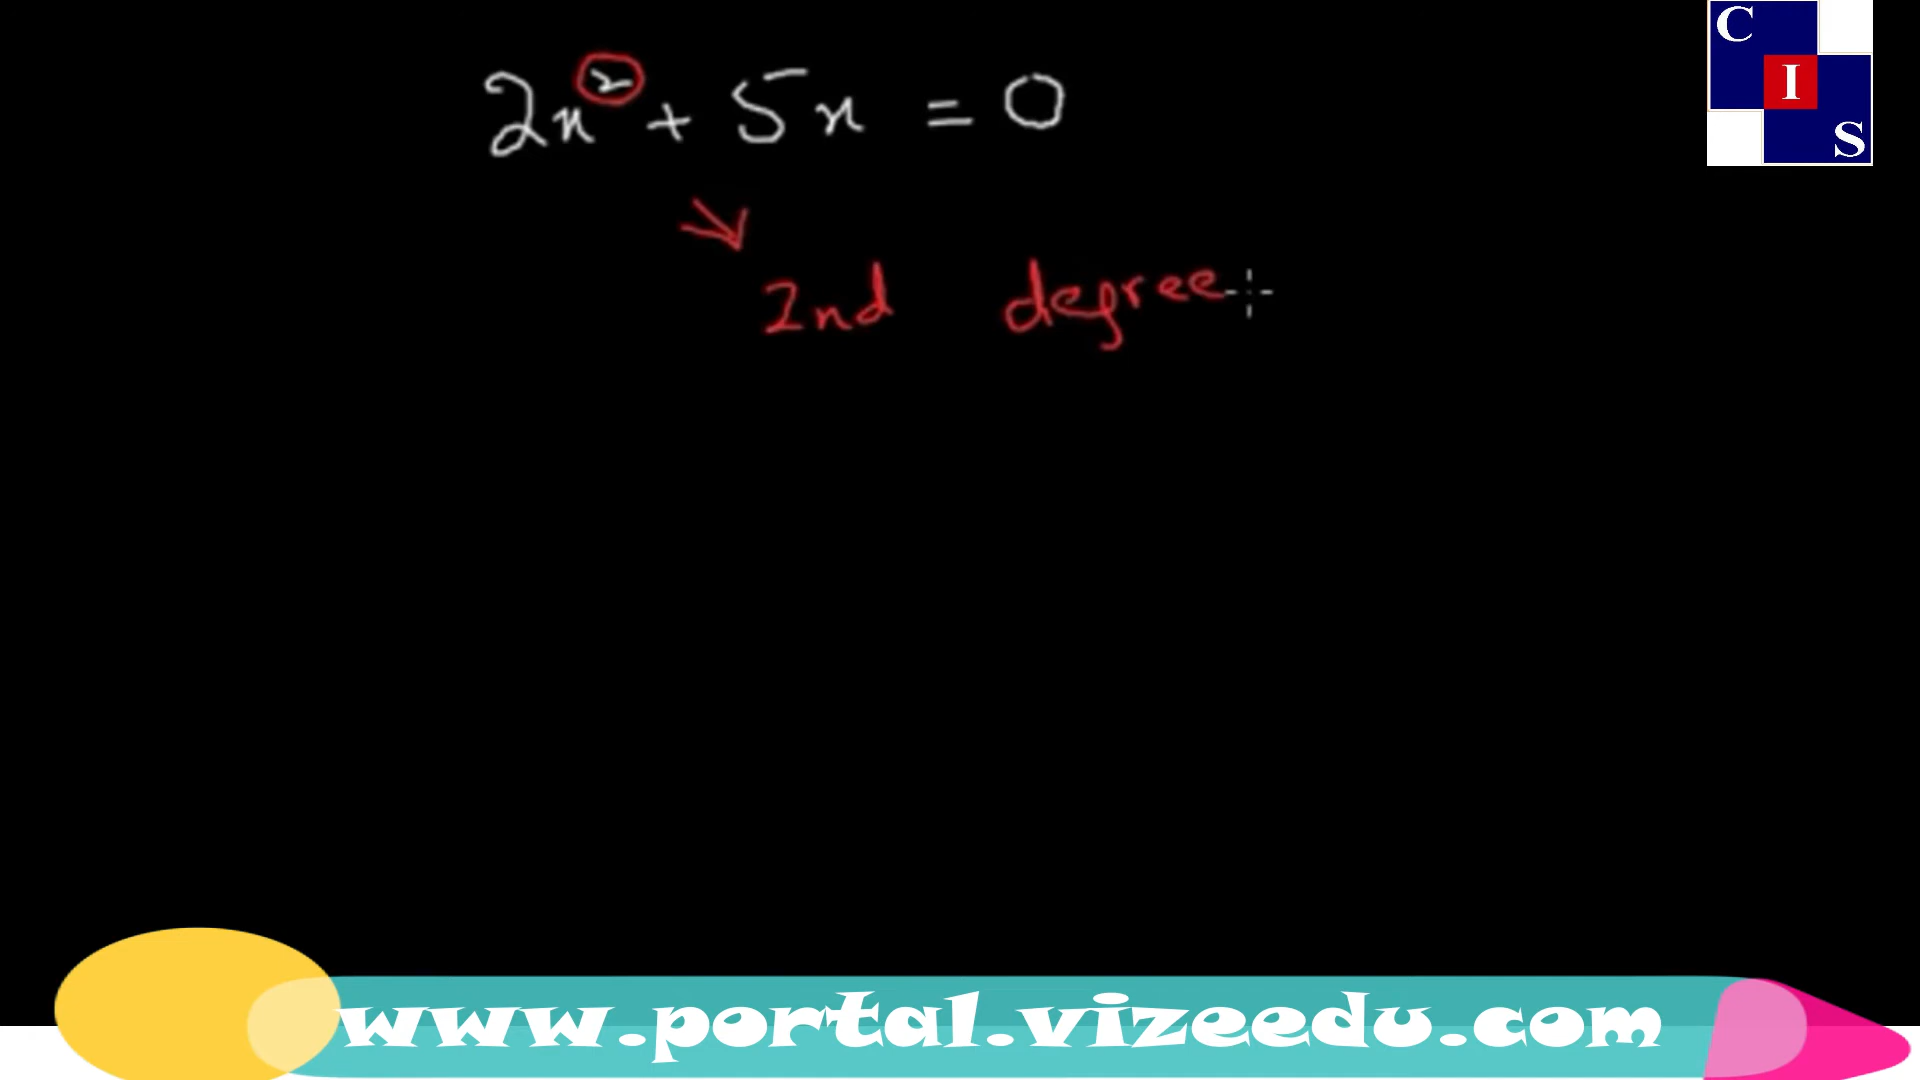 2x² + 5x = 0
2nd degree
C
I
S
www.portal.vizeedu.com